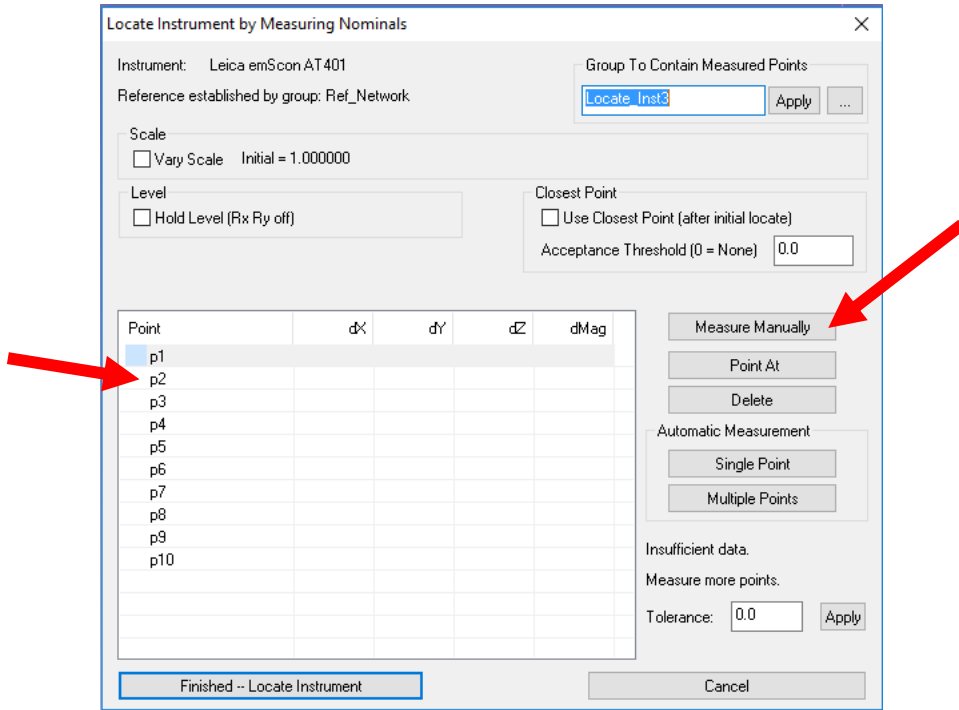 Locate Instrument by Measuring Nominals
Instrument: Leica emScon AT401
Reference established by group: Ref_Network
Group To Contain Measured Points
Locate_Inst3
Apply
...
Scale
Vary Scale Initial = 1.000000
Level
Hold Level (Rx Ry off)
Closest Point
Use Closest Point (after initial locate)
Acceptance Threshold (0 = None) 0.0
Point dX dY dZ dMag
p1
p2
p3
p4
p5
p6
p7
p8
p9
p10
Measure Manually
Point At
Delete
Automatic Measurement
Single Point
Multiple Points
Insufficient data.
Measure more points.
Tolerance: 0.0 Apply
Finished -- Locate Instrument
Cancel